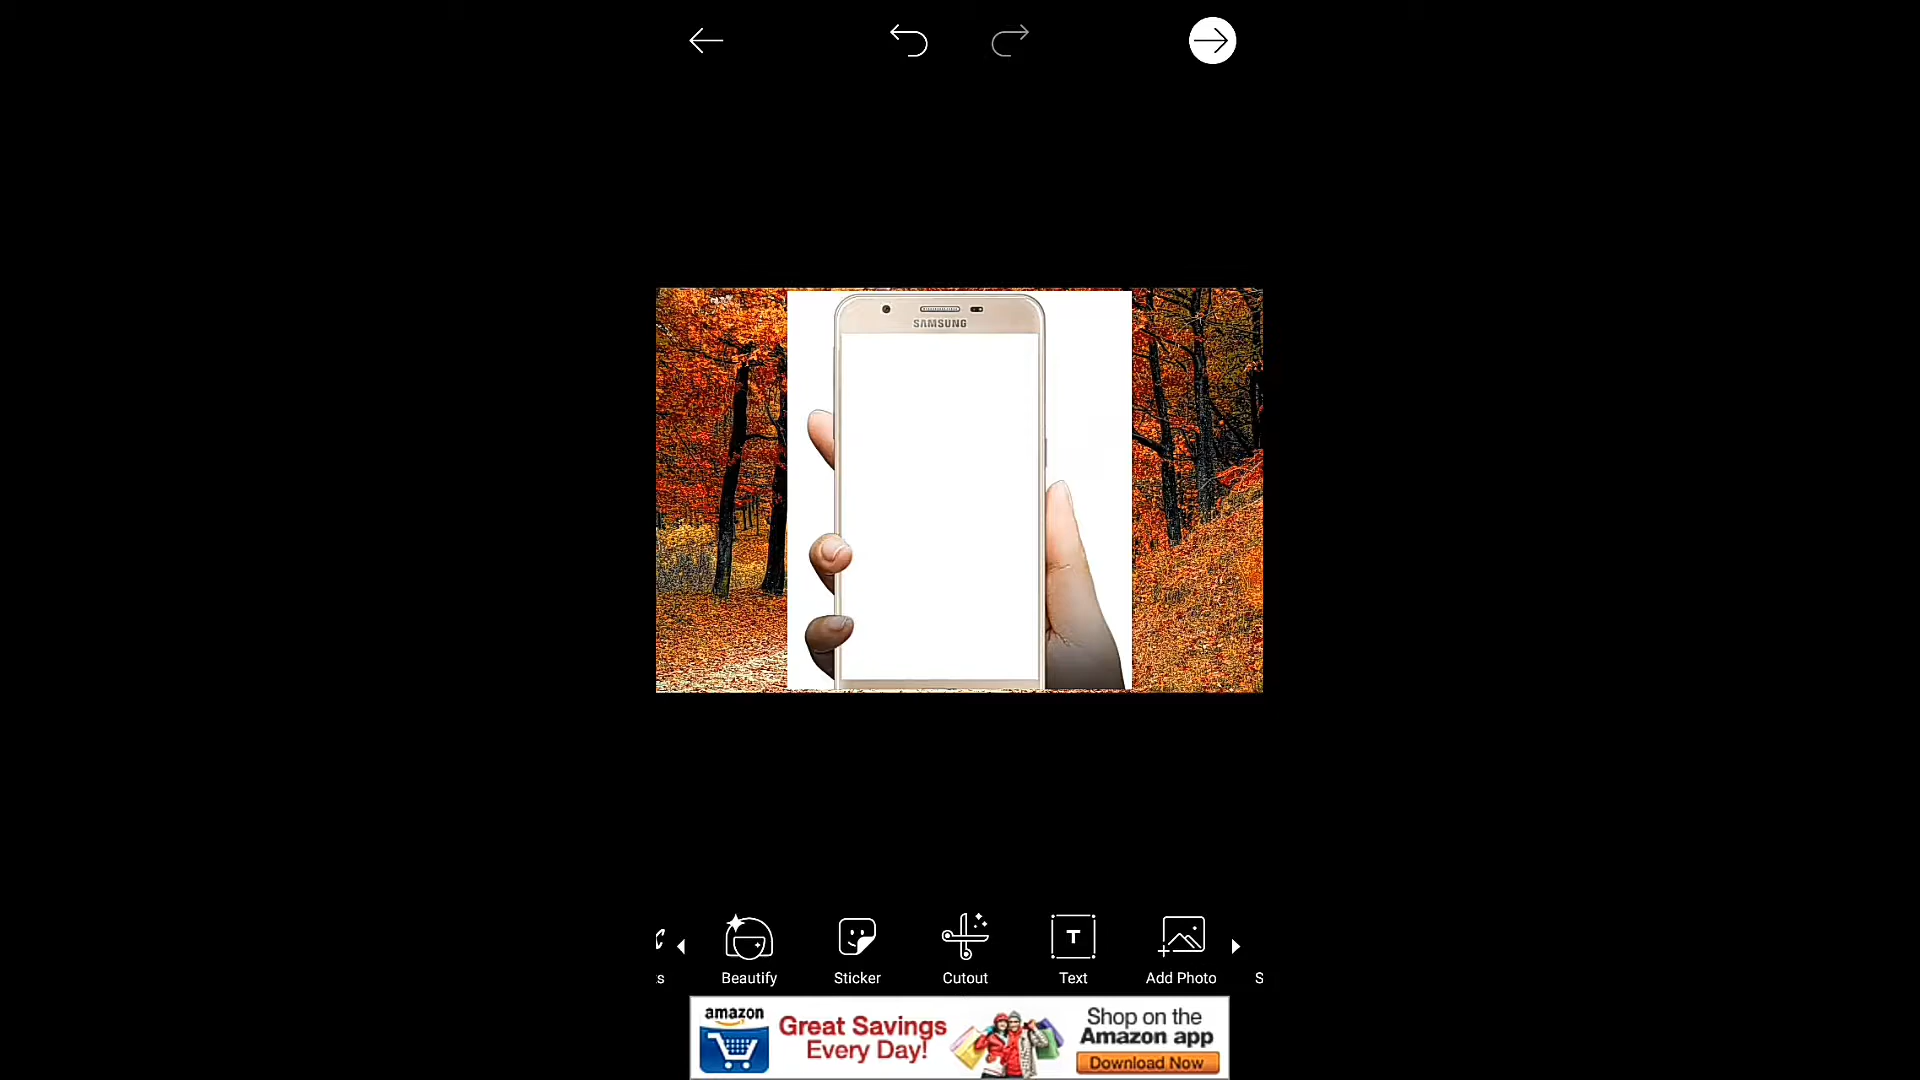 SAMSUNG
s
Beautify
Sticker
Cutout
T
Text
Add Photo
S
amazon
Great Savings
Every Day!
Shop on the
Amazon app
Download Now